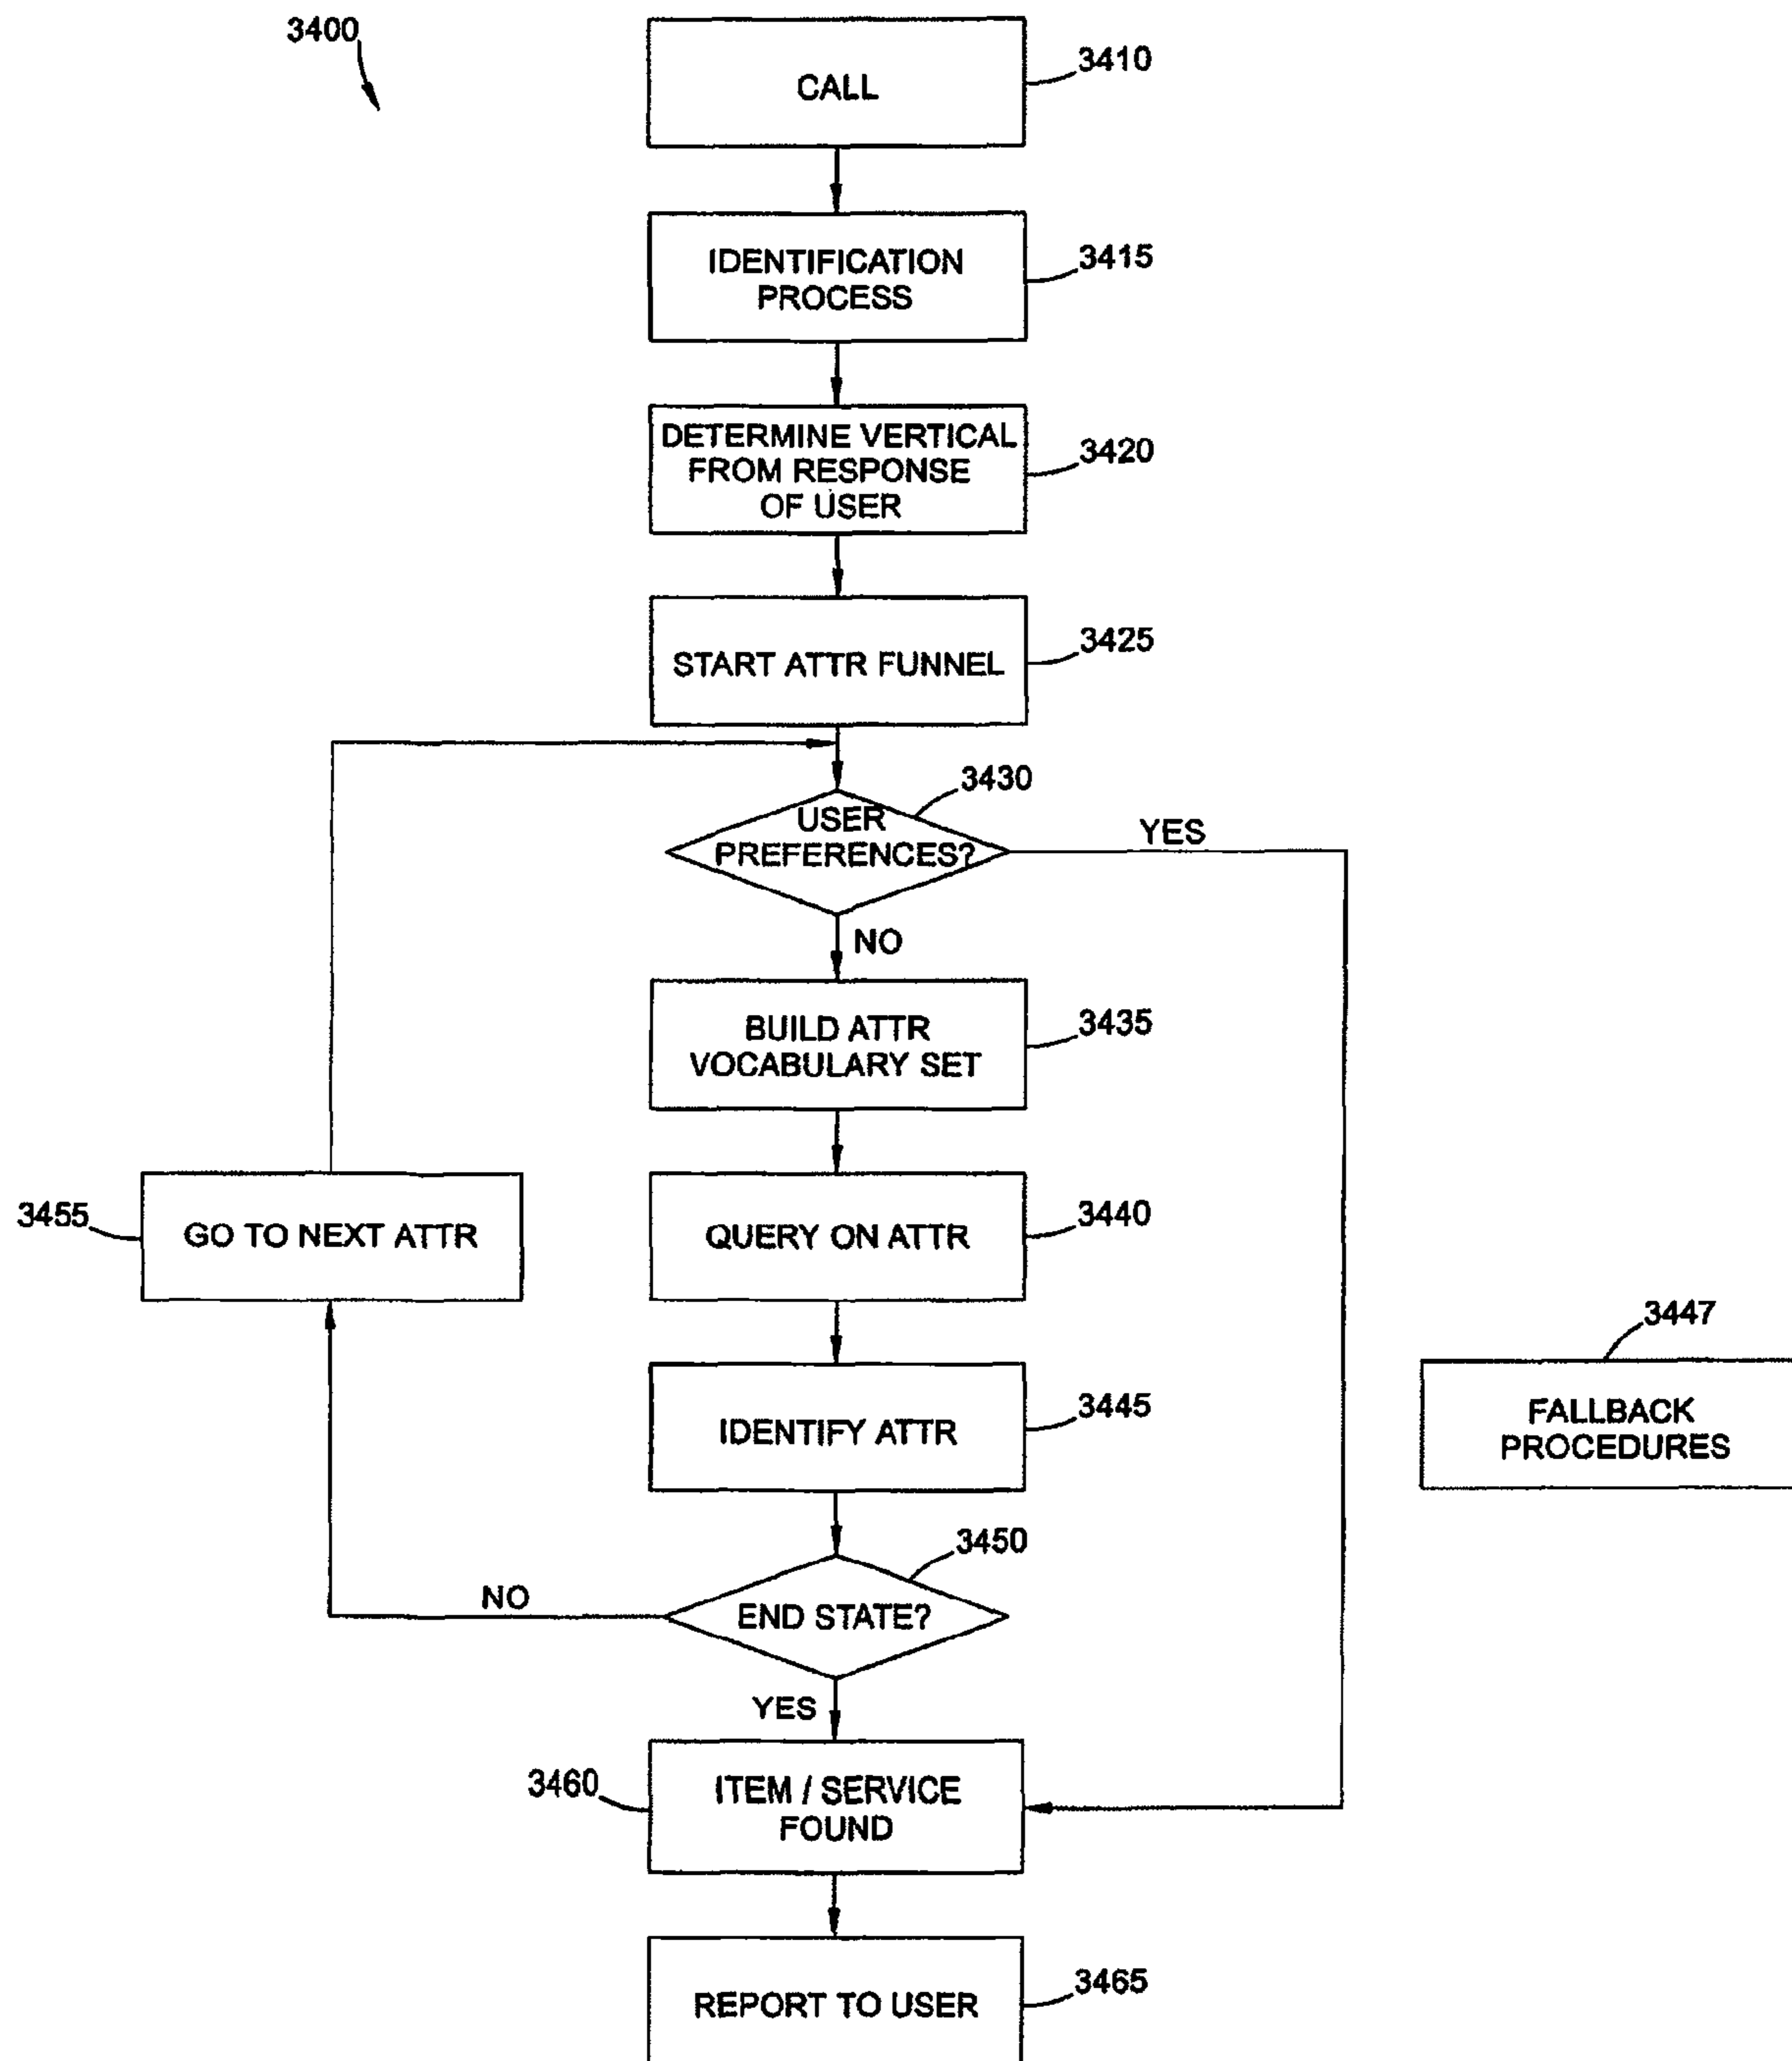 3400
CALL
3410
IDENTIFICATION
PROCESS
3415
DETERMINE VERTICAL
FROM RESPONSE
OF USER
3420
START ATTR FUNNEL
3425
USER
PREFERENCES?
3430
YES
NO
BUILD ATTR
VOCABULARY SET
3435
3455
GO TO NEXT ATTR
QUERY ON ATTR
3440
IDENTIFY ATTR
3445
3447
FALLBACK
PROCEDURES
END STATE?
3450
NO
YES
3460
ITEM / SERVICE
FOUND
REPORT TO USER
3465